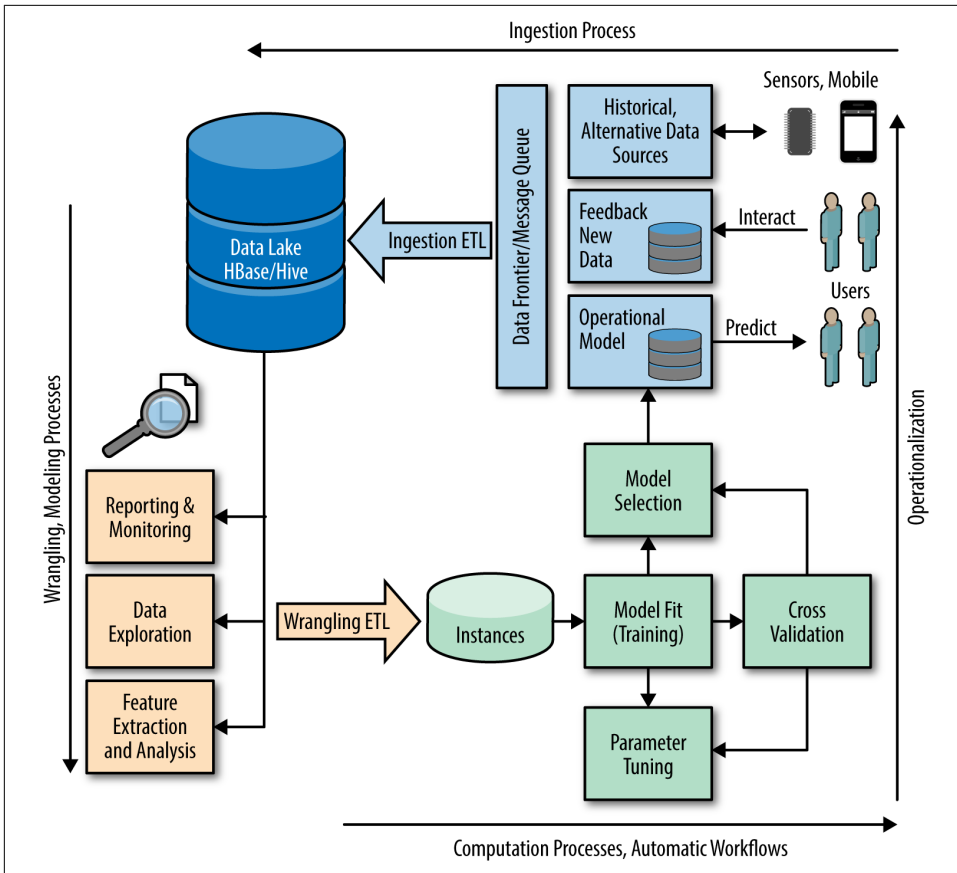 Ingestion Process
Sensors, Mobile
Historical,
Alternative Data
Sources
Data Frontier/Message Queue
Feedback
New
Data
Interact
Ingestion ETL
Data Lake
HBase/Hive
Users
Operational
Model
Predict
Wrangling, Modeling Processes
Operationalization
Model
Selection
Reporting &
Monitoring
Data
Exploration
Wrangling ETL
Instances
Model Fit
(Training)
Cross
Validation
Feature
Extraction
and Analysis
Parameter
Tuning
Computation Processes, Automatic Workflows